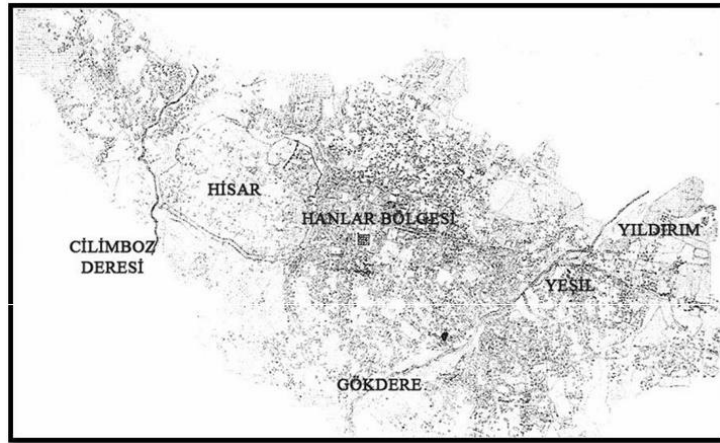 HİSAR
HANLAR BÖLGESİ
YILDIRIM
CİLİMBOZ
DERESİ
YEŞİL
GÖKDERE